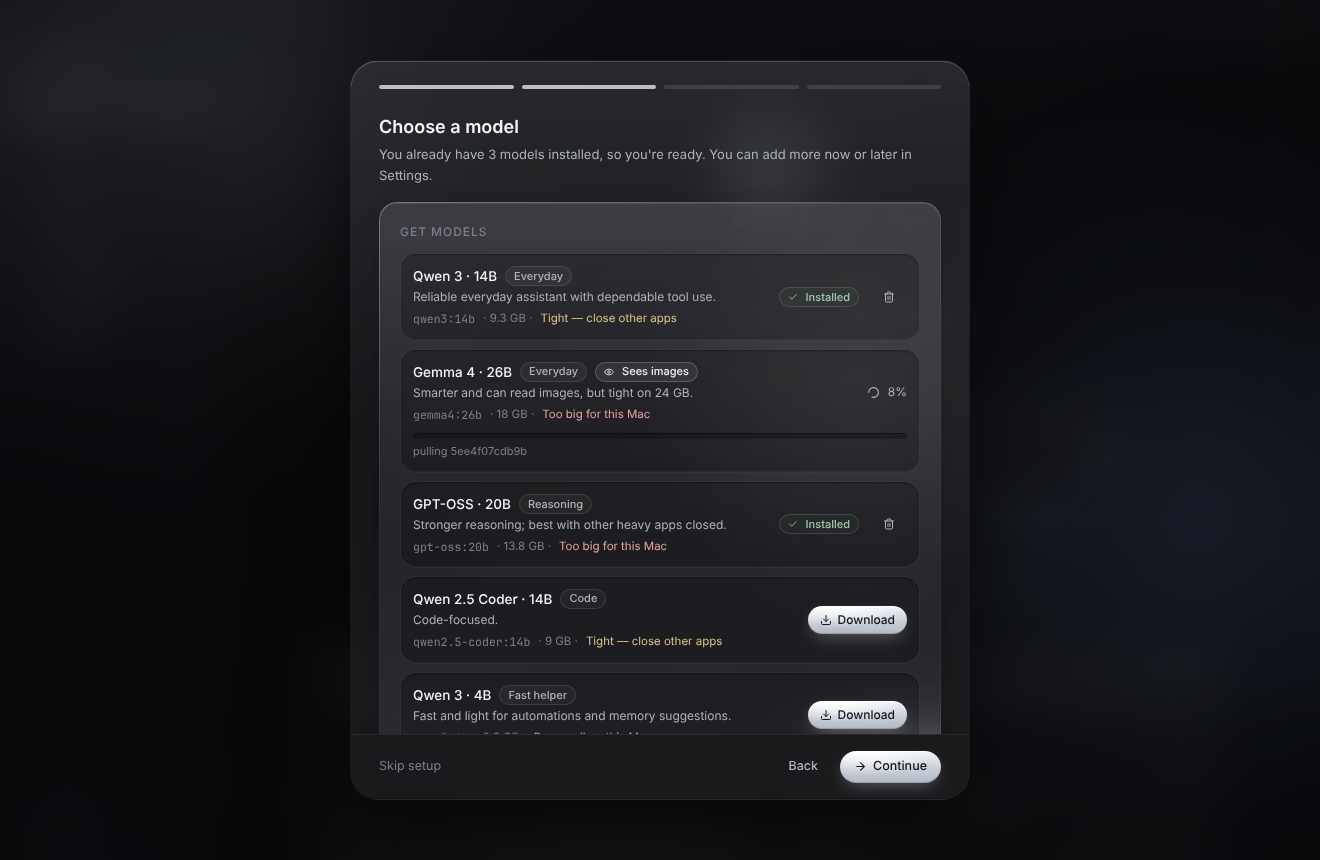 Choose a model
You already have 3 models installed, so you're ready. You can add more now or later in
Settings.
GET MODELS
Qwen 3 · 14B Everyday
Reliable everyday assistant with dependable tool use.
qwen3:14b · 9.3 GB · Tight — close other apps
Installed
Gemma 4 · 26B Everyday Sees images
Smarter and can read images, but tight on 24 GB.
gemma4:26b · 18 GB · Too big for this Mac
8%
pulling 5ee4f07cdb9b
GPT-OSS · 20B Reasoning
Stronger reasoning; best with other heavy apps closed.
gpt-oss:20b · 13.8 GB · Too big for this Mac
Installed
Qwen 2.5 Coder · 14B Code
Code-focused.
qwen2.5-coder:14b · 9 GB · Tight — close other apps
Download
Qwen 3 · 4B Fast helper
Fast and light for automations and memory suggestions.
Download
Skip setup
Back
Continue